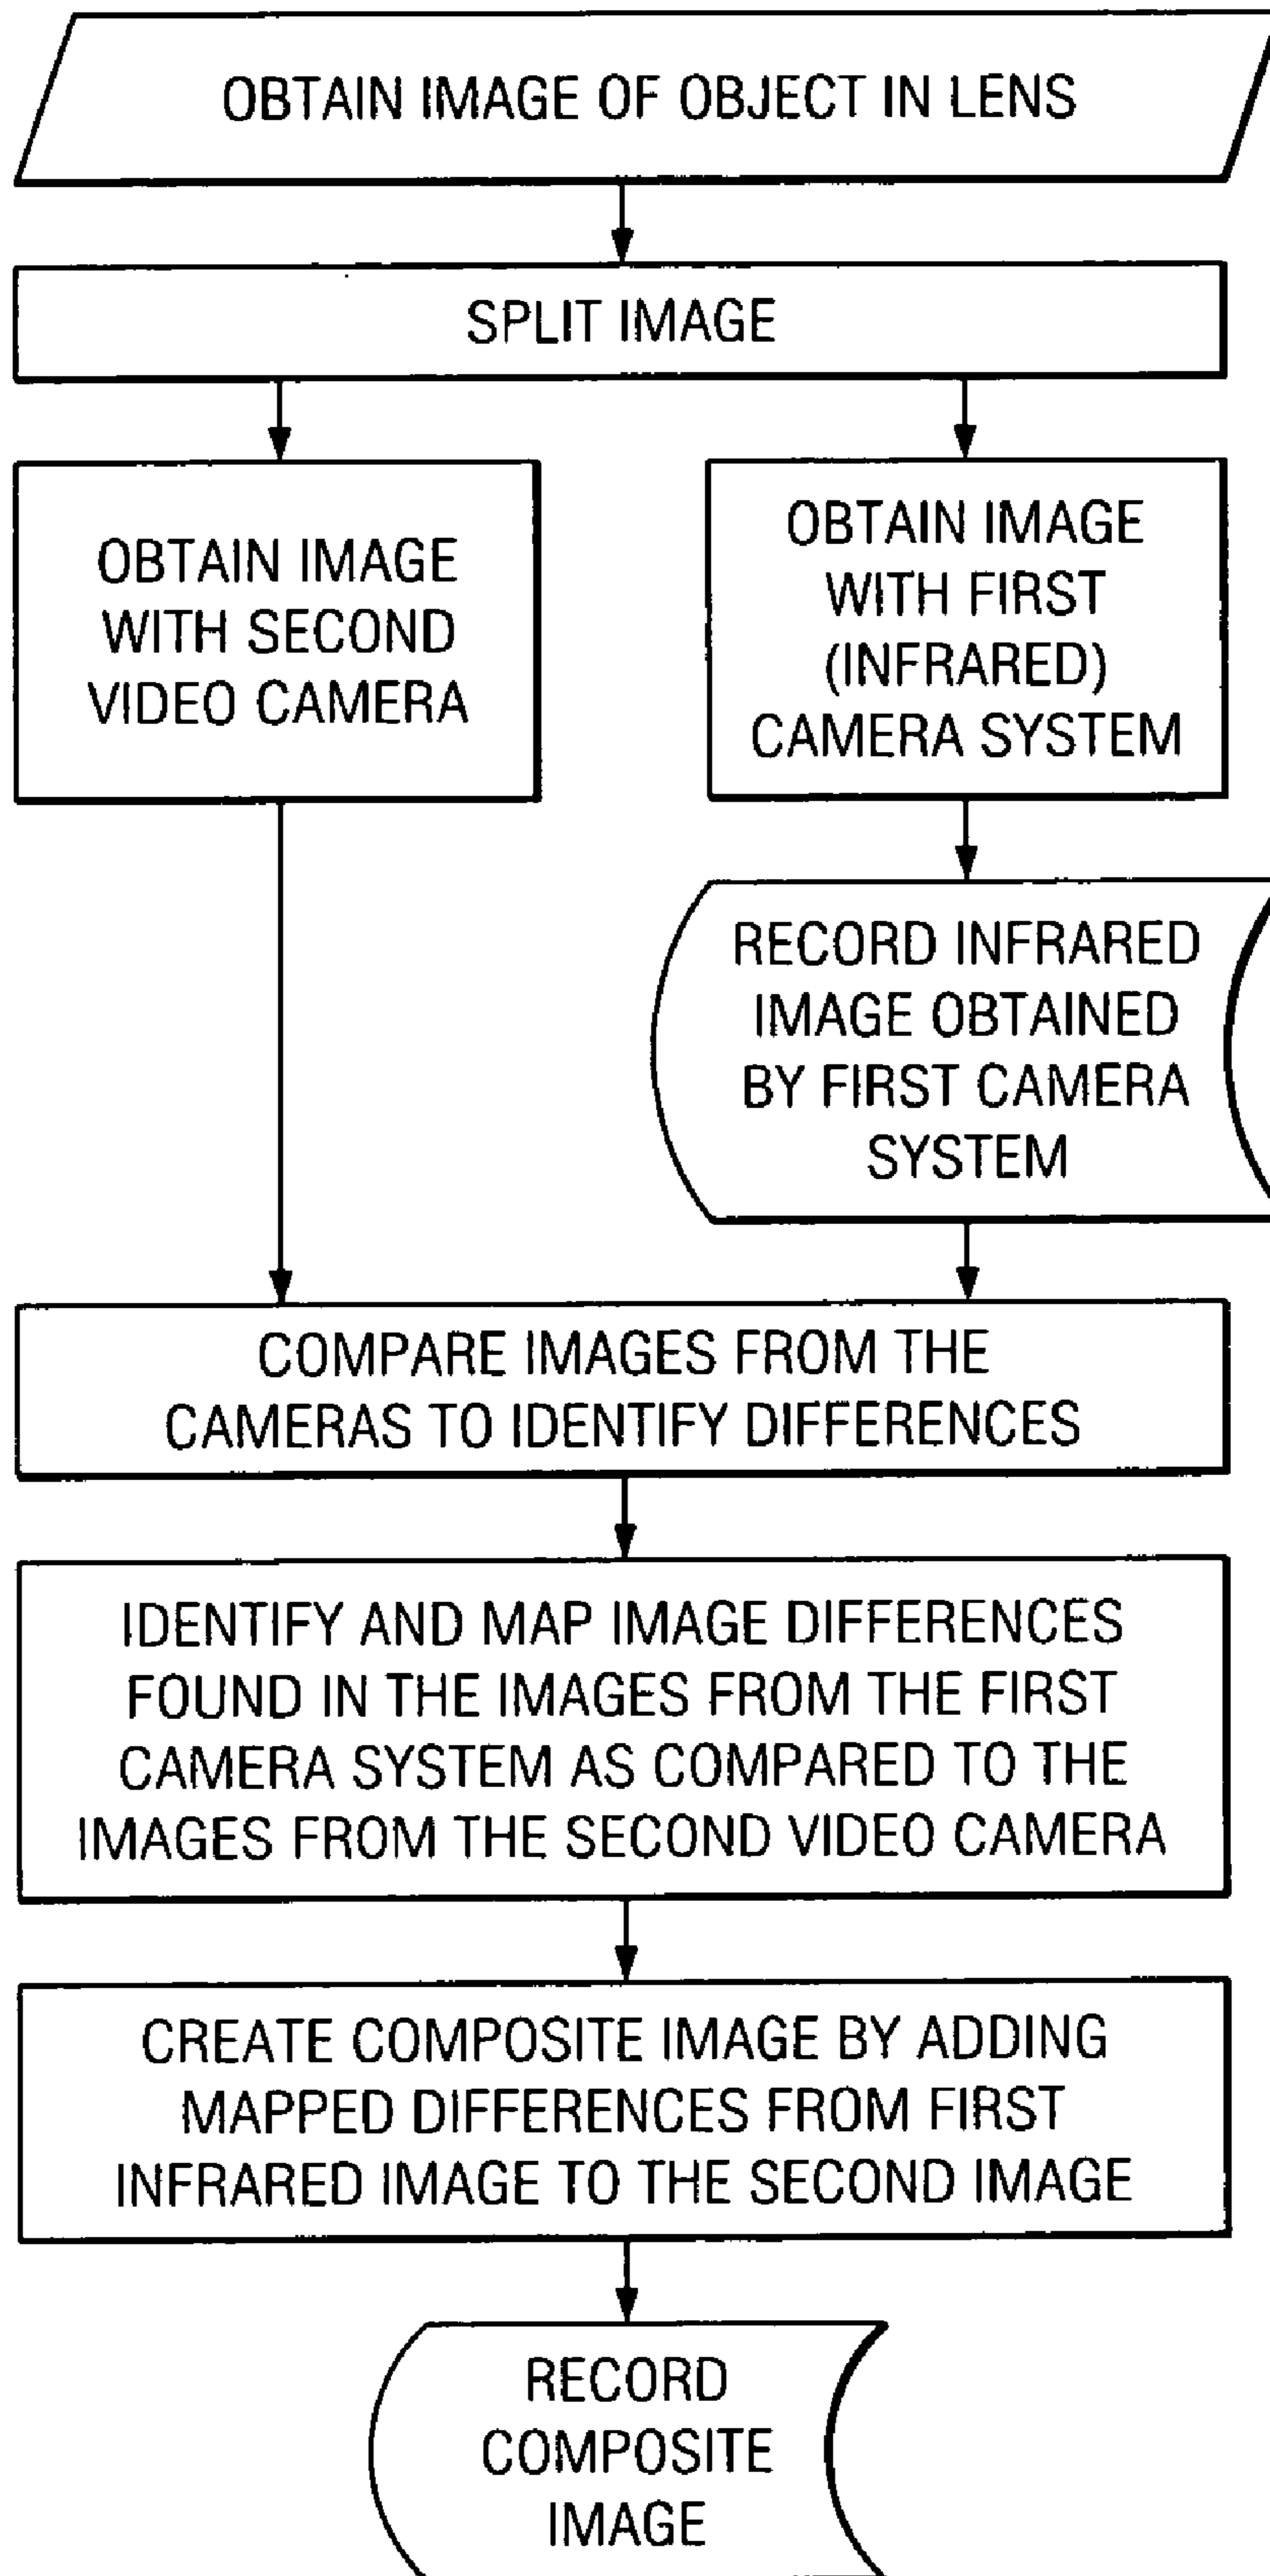 OBTAIN IMAGE OF OBJECT IN LENS
SPLIT IMAGE
OBTAIN IMAGE
WITH SECOND
VIDEO CAMERA
OBTAIN IMAGE
WITH FIRST
(INFRARED)
CAMERA SYSTEM
RECORD INFRARED
IMAGE OBTAINED
BY FIRST CAMERA
SYSTEM
COMPARE IMAGES FROM THE
CAMERAS TO IDENTIFY DIFFERENCES
IDENTIFY AND MAP IMAGE DIFFERENCES
FOUND IN THE IMAGES FROM THE FIRST
CAMERA SYSTEM AS COMPARED TO THE
IMAGES FROM THE SECOND VIDEO CAMERA
CREATE COMPOSITE IMAGE BY ADDING
MAPPED DIFFERENCES FROM FIRST
INFRARED IMAGE TO THE SECOND IMAGE
RECORD
COMPOSITE
IMAGE